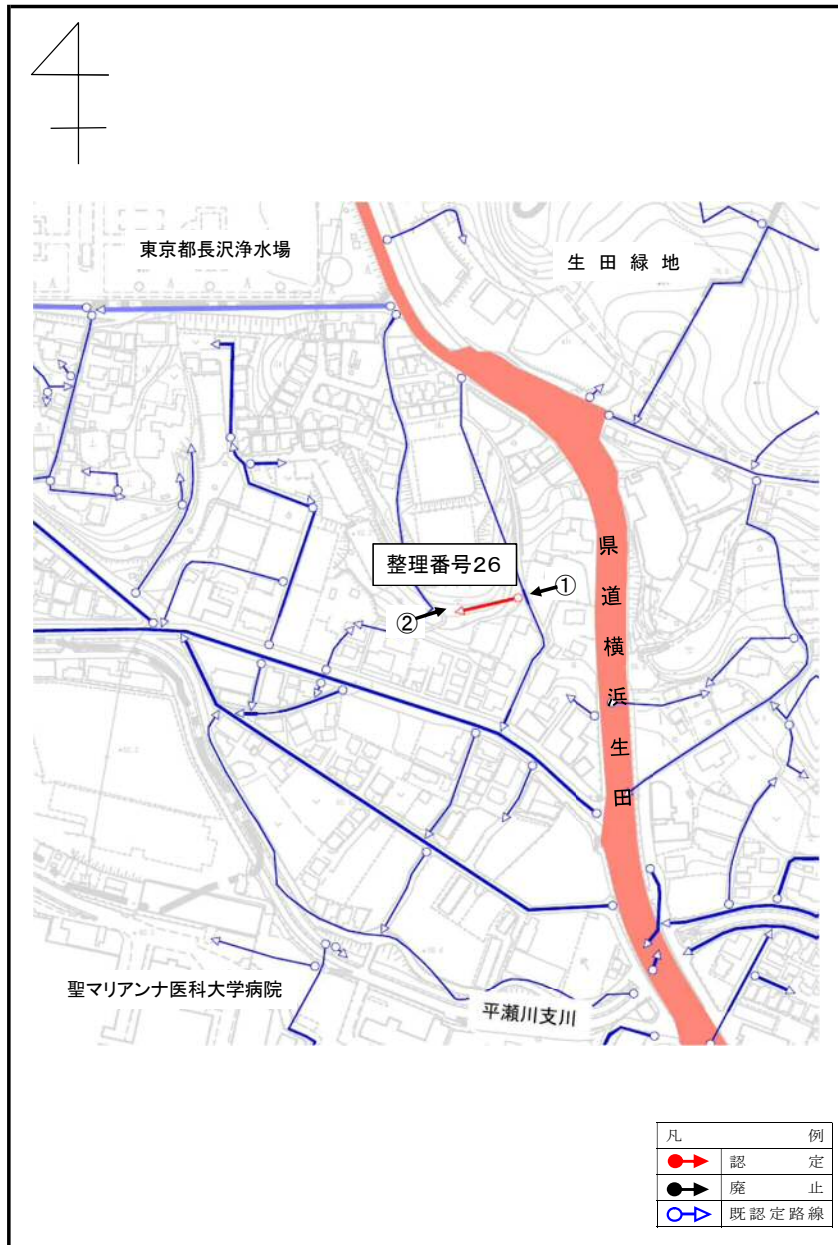 東京都長沢浄水場
生田緑地
整理番号26
①
②
県道横浜生田
聖マリアンナ医科大学病院
平瀬川支川
凡例
認定
廃止
既認定路線